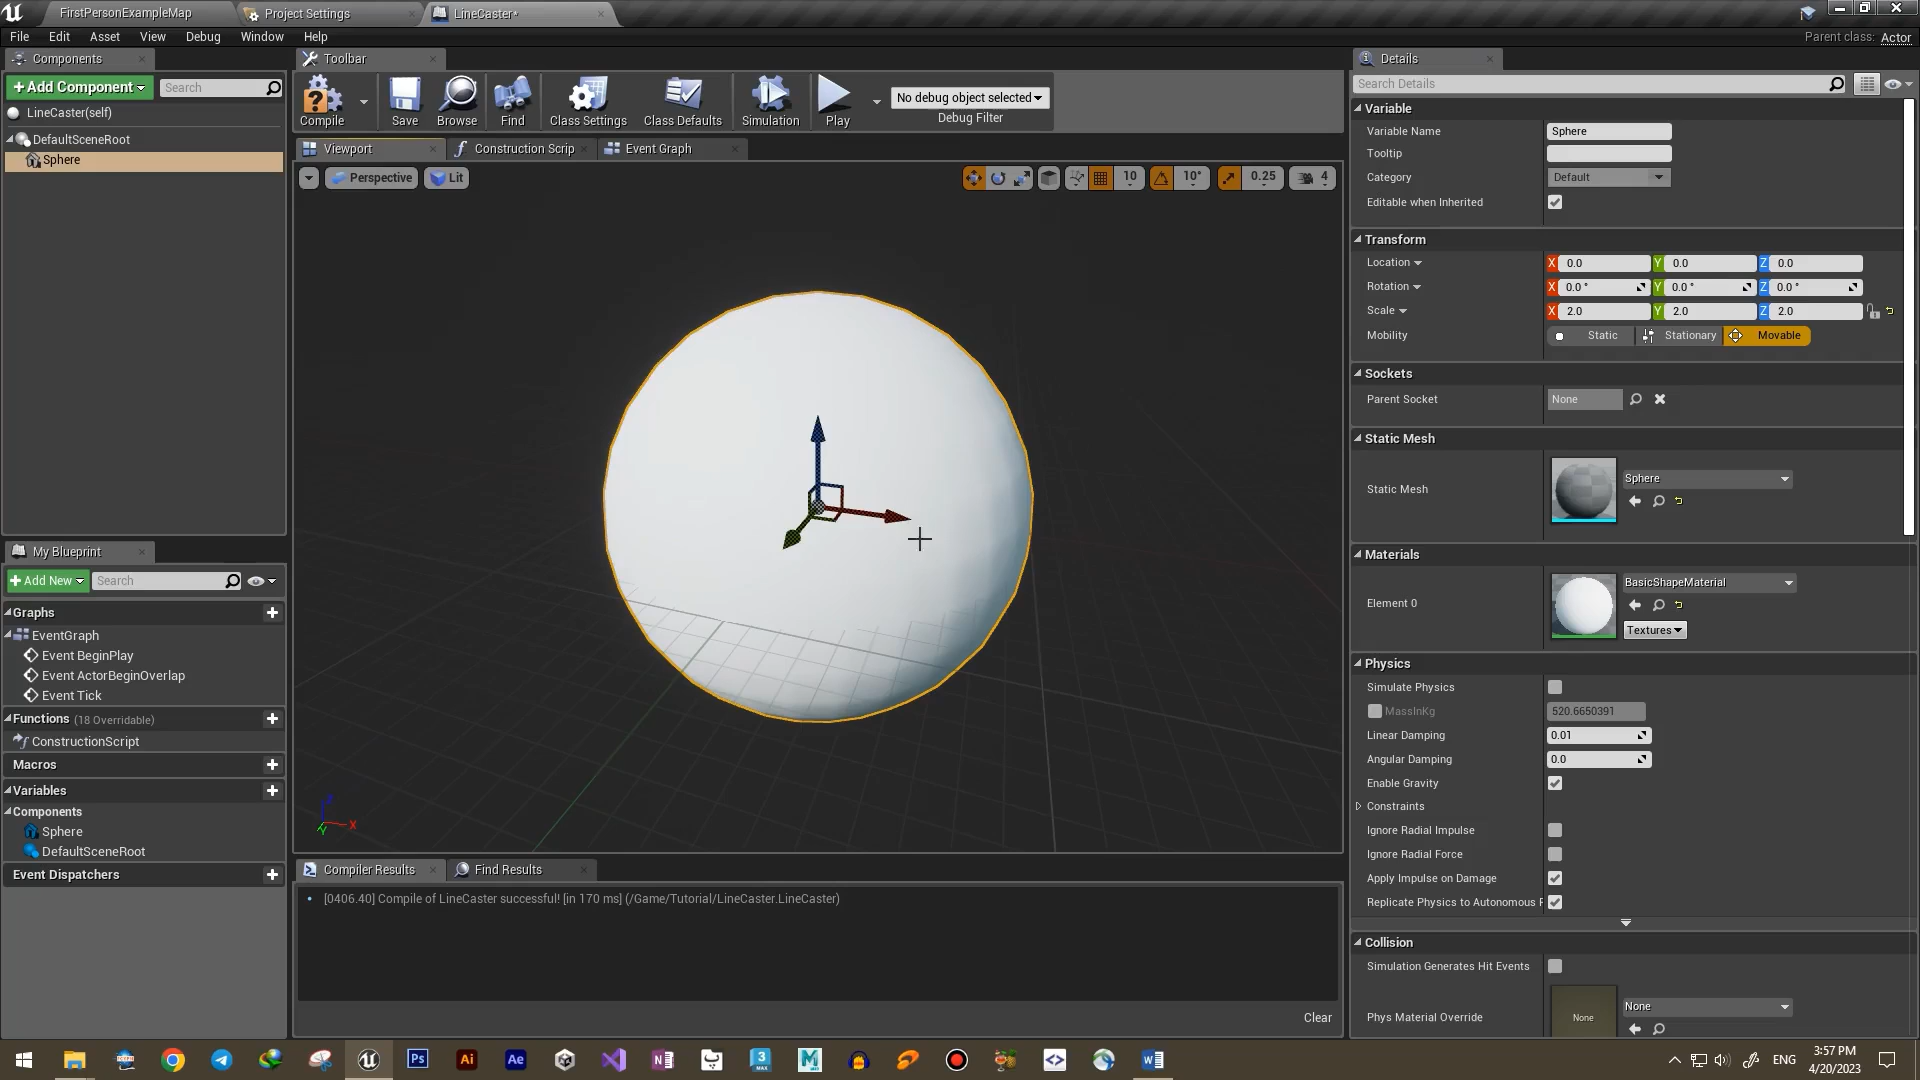 FirstPersonExampleMap
Project Settings
LineCaster*
File Edit Asset View Debug Window Help
Parent class: Actor
Components
Add Component
Search
LineCaster(self)
DefaultSceneRoot
Sphere
Toolbar
Compile
Save
Browse
Find
Class Settings
Class Defaults
Simulation
Play
No debug object selected
Debug Filter
Viewport
Construction Scrip
Event Graph
Perspective
Lit
10
10°
0.25
4
X
Y
My Blueprint
Add New
Search
Graphs
EventGraph
Event BeginPlay
Event ActorBeginOverlap
Event Tick
Functions (18 Overridable)
ConstructionScript
Macros
Variables
Components
Sphere
DefaultSceneRoot
Event Dispatchers
Compiler Results
Find Results
[0406.40] Compile of LineCaster successful! [in 170 ms] (/Game/Tutorial/LineCaster.LineCaster)
Clear
Details
Search Details
Variable
Variable Name Sphere
Tooltip
Category Default
Editable when Inherited
Transform
Location X 0.0 Y 0.0 Z 0.0
Rotation X 0.0 ° Y 0.0 ° Z 0.0 °
Scale X 2.0 Y 2.0 Z 2.0
Mobility Static Stationary Movable
Sockets
Parent Socket None
Static Mesh
Static Mesh Sphere
Materials
Element 0 BasicShapeMaterial
Textures
Physics
Simulate Physics
MassInKg 520.6650391
Linear Damping 0.01
Angular Damping 0.0
Enable Gravity
Constraints
Ignore Radial Impulse
Ignore Radial Force
Apply Impulse on Damage
Replicate Physics to Autonomous
Collision
Simulation Generates Hit Events
Phys Material Override None None
Ps
Ai
Ae
3
MAX
M
ENG
3:57 PM
4/20/2023